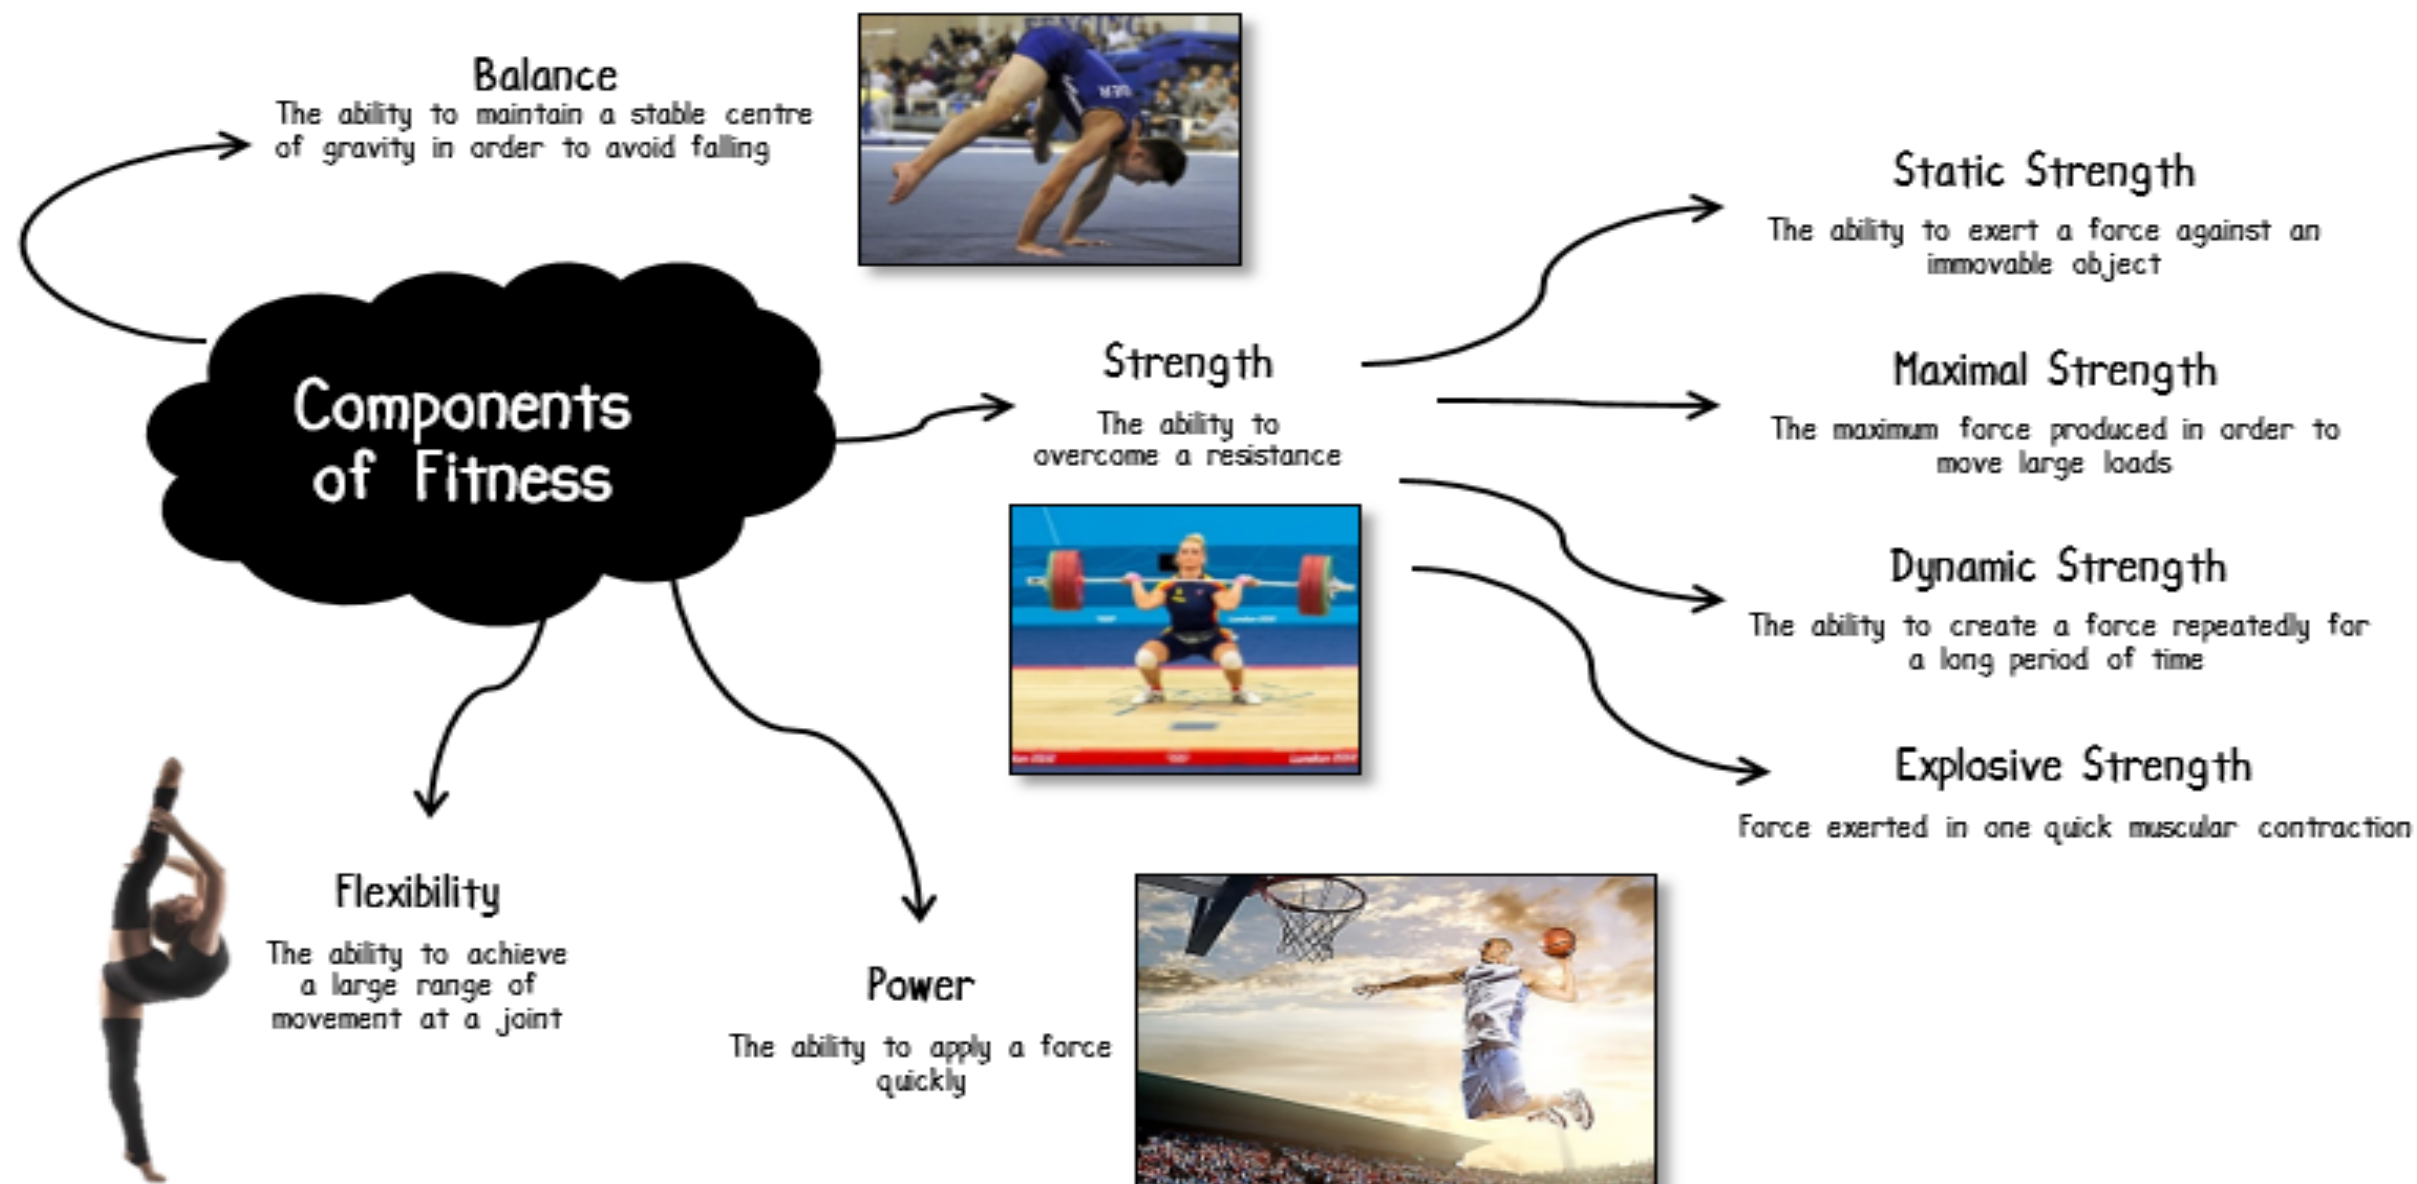 Balance
The ability to maintain a stable centre
of gravity in order to avoid falling
Components
of Fitness
Strength
The ability to
overcome a resistance
Static Strength
The ability to exert a force against an
immovable object
Maximal Strength
The maximum force produced in order to
move large loads
Dynamic Strength
The ability to create a force repeatedly for
a long period of time
Explosive Strength
Force exerted in one quick muscular contraction
Flexibility
The ability to achieve
a large range of
movement at a joint
Power
The ability to apply a force
quickly
FENCING
London 2012